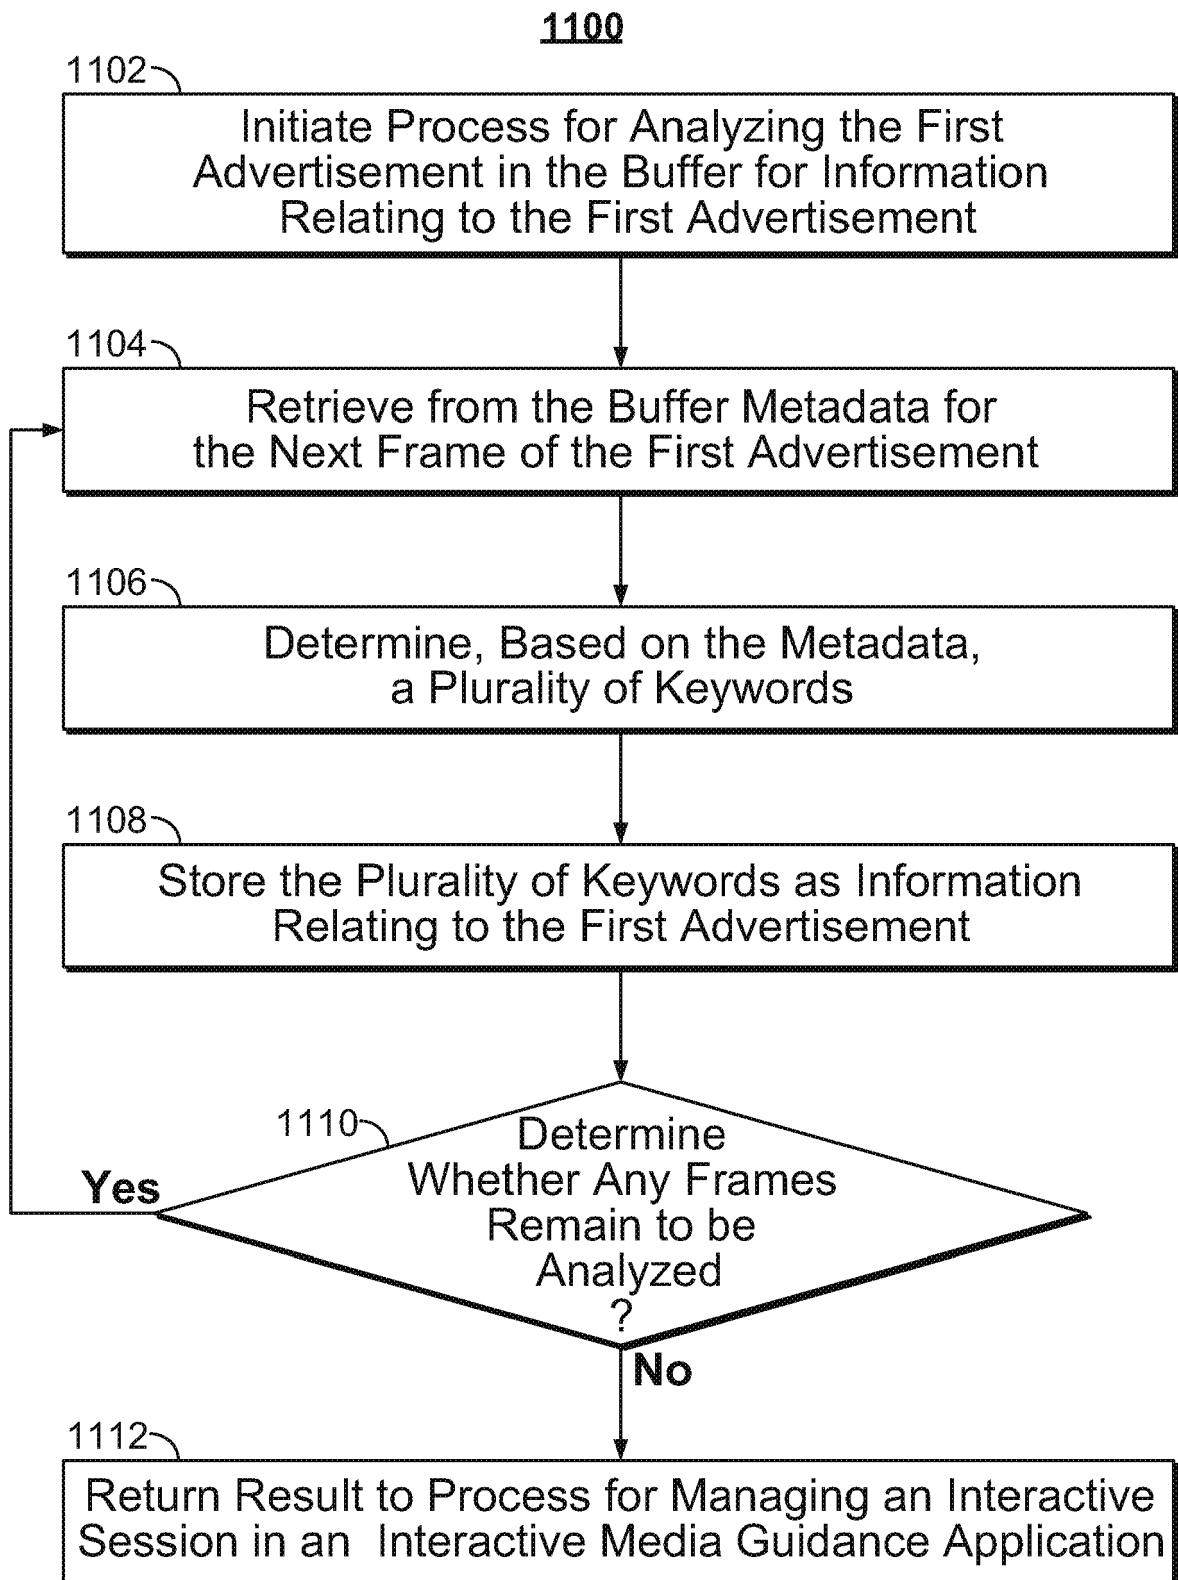 1100
1102
Initiate Process for Analyzing the First
Advertisement in the Buffer for Information
Relating to the First Advertisement
1104
Retrieve from the Buffer Metadata for
the Next Frame of the First Advertisement
1106
Determine, Based on the Metadata,
a Plurality of Keywords
1108
Store the Plurality of Keywords as Information
Relating to the First Advertisement
1110
Determine
Whether Any Frames
Remain to be
Analyzed
?
Yes
No
1112
Return Result to Process for Managing an Interactive
Session in an Interactive Media Guidance Application